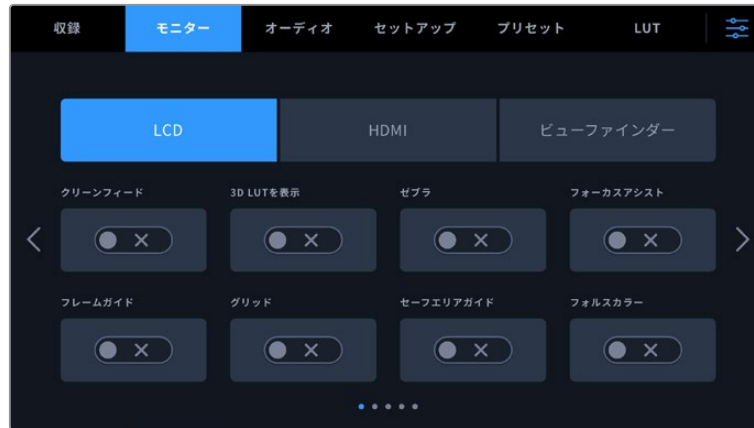 収録 モニター オーディオ セットアップ プリセット LUT
LCD HDMI ビューファインダー
クリーンフィード 3D LUTを表示 ゼブラ フォーカスアシスト
フレームガイド グリッド セーフエリアガイド フォルスカラー